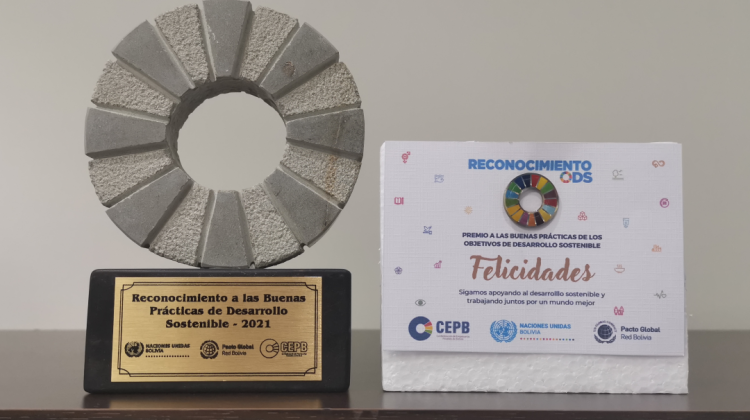 Reconocimiento a las Buenas
Prácticas de Desarrollo
Sostenible - 2021
NACIONES UNIDAS
BOLIVIA
Pacto Global
Red Bolivia
CEPB
RECONOCIMIENTO
ODS
PREMIO A LAS BUENAS PRÁCTICAS DE LOS
OBJETIVOS DE DESARROLLO SOSTENIBLE
Felicidades
Sigamos apoyando al desarrollo sostenible y
trabajando juntos por un mundo mejor
CEPB
NACIONES UNIDAS
BOLIVIA
Pacto Global
Red Bolivia